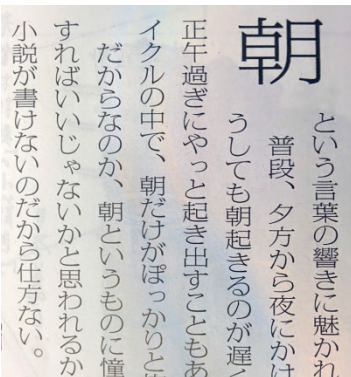 朝
という言葉の響きに魅かれ
普段、夕方から夜にかけ
うしても朝起きるのが遅く
正午過ぎにやっと起き出すこともあ
イクルの中で、朝だけがぽっかりと
だからなのか、朝というものに憧
すればいいじゃないかと思われるか
小説が書けないのだから仕方ない。